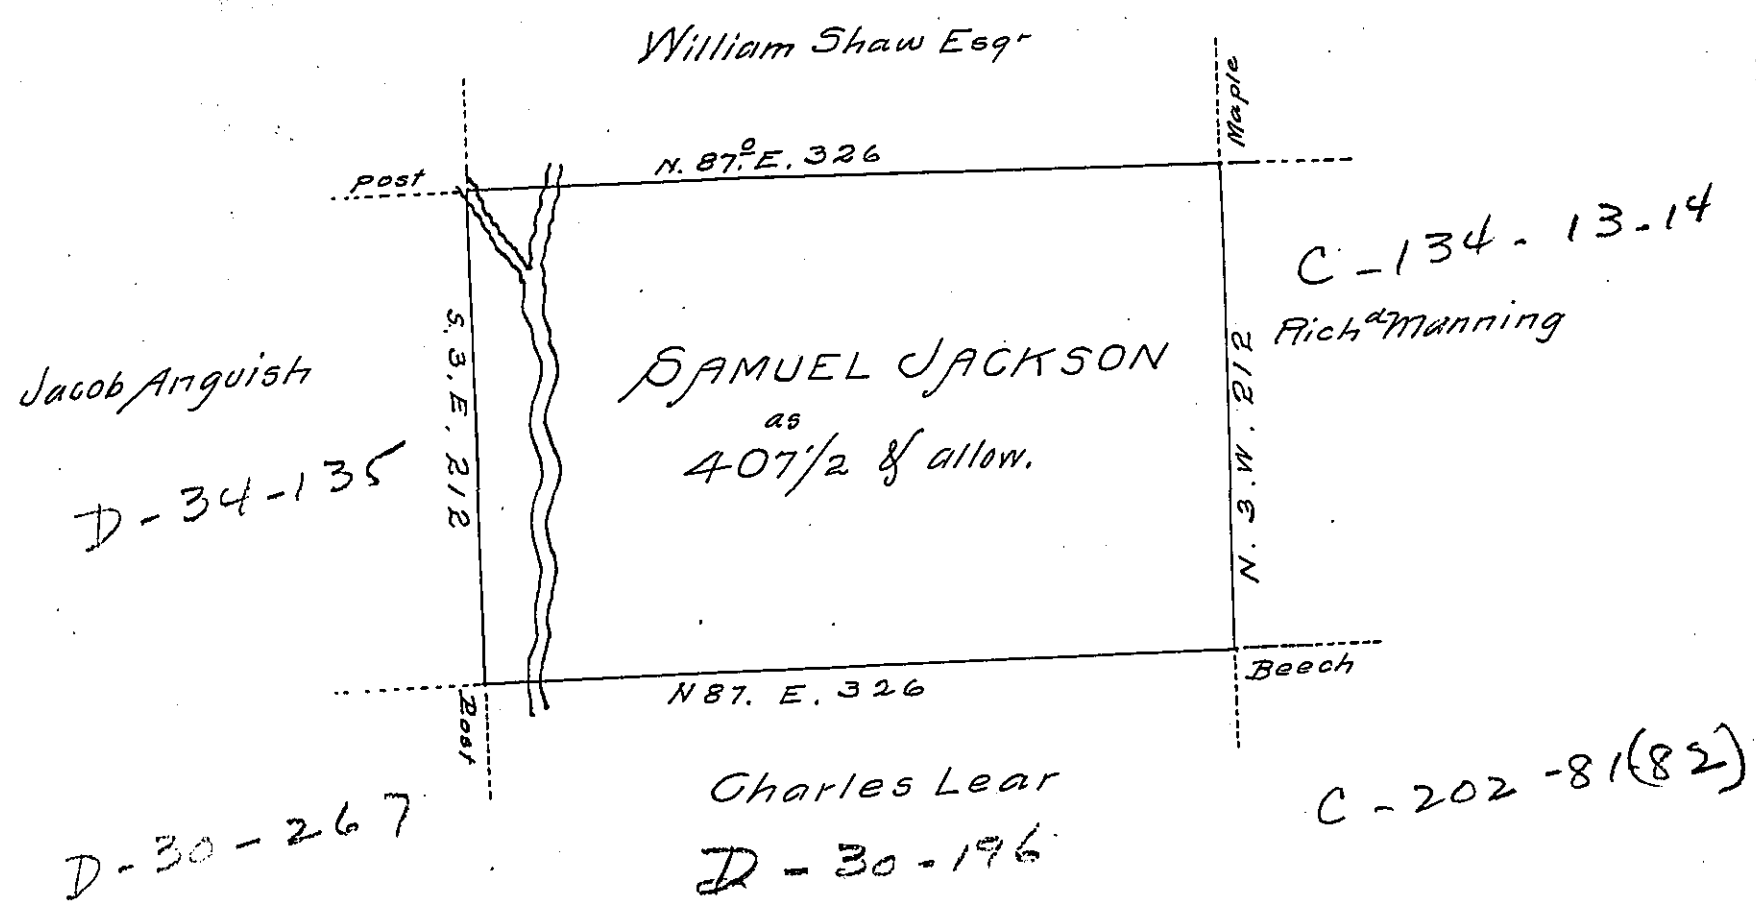 William Shaw Esqr
Maple
Post
N. 87.° E. 326
C - 134 - 13 - 14
Richd Manning
Jacob Anguish
S. 3. E. 212
SAMUEL JACKSON
as
407 1/2 & allow.
N. 3. W. 212
D - 34 - 135
Beech
N 87. E. 326
Post
Charles Lear
C - 202 - 81(82)
D - 30 - 267
D - 30 - 196